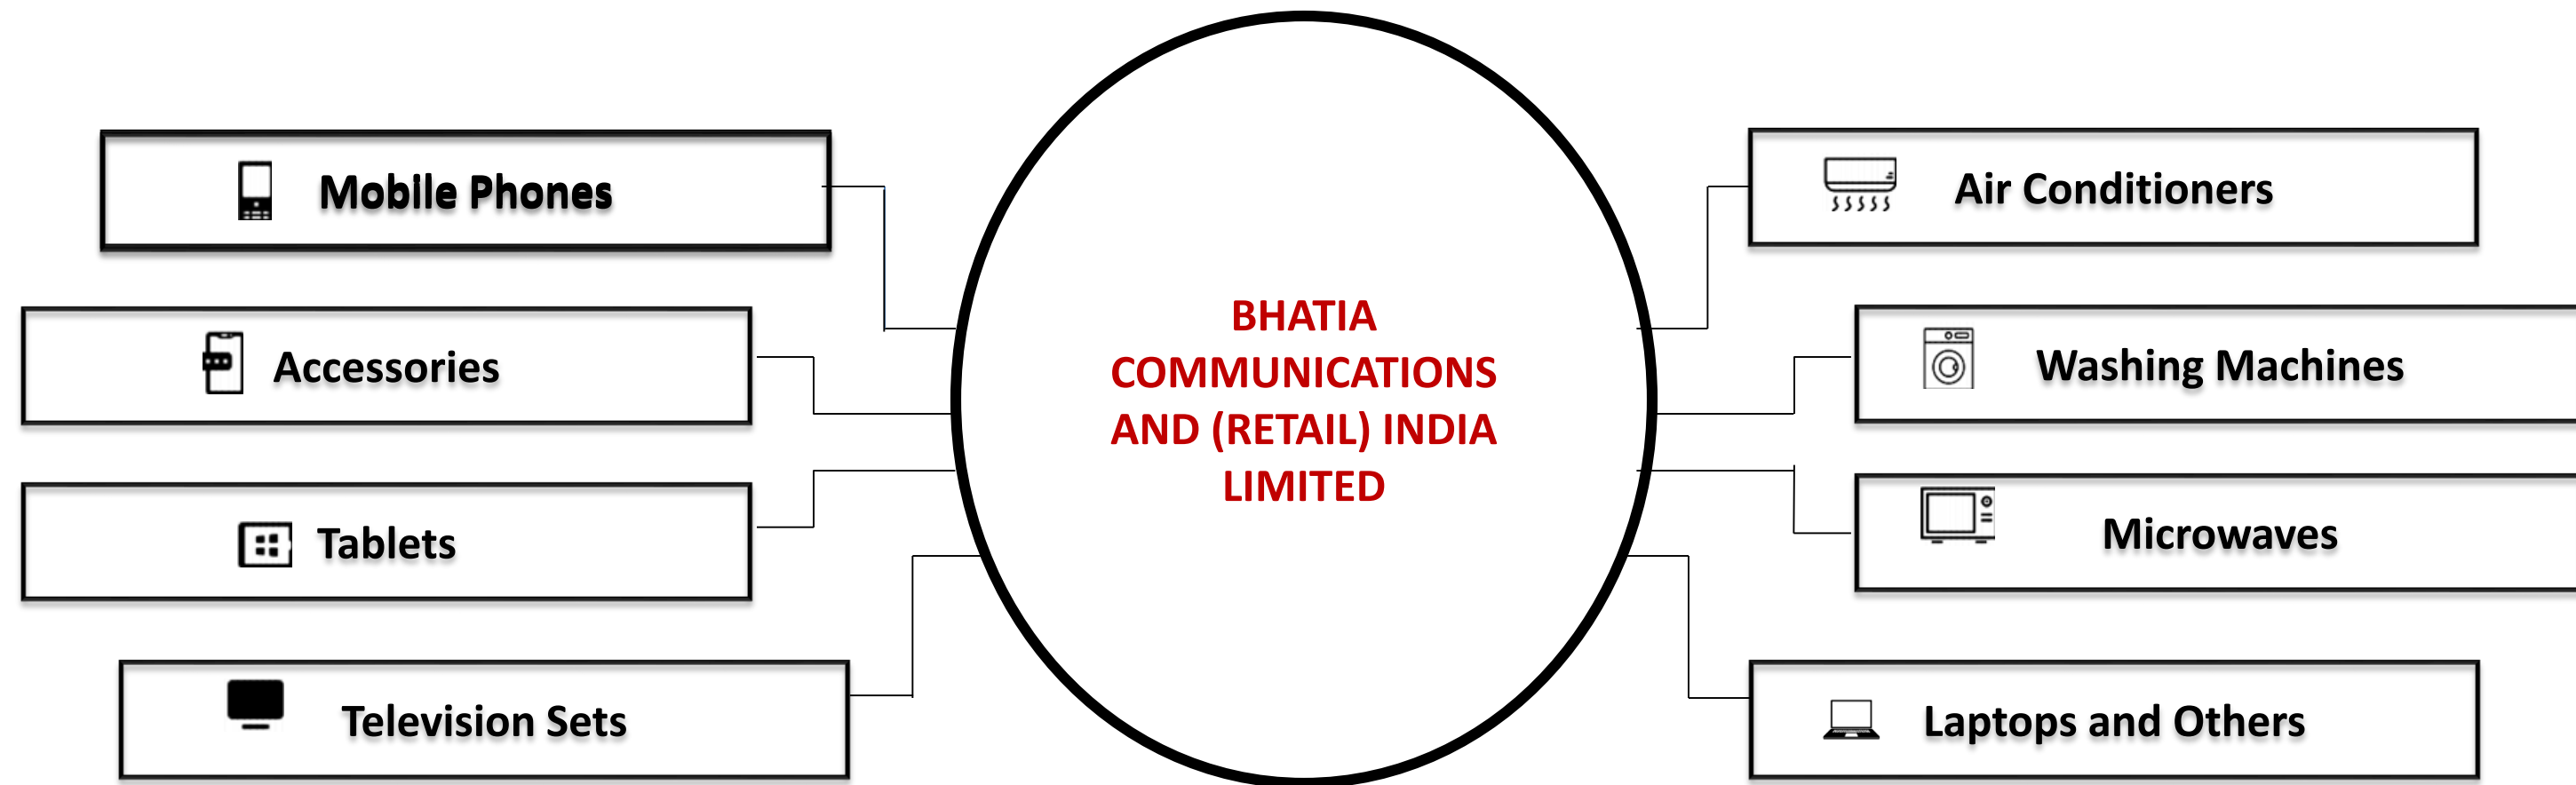 Mobile Phones
Accessories
Tablets
Television Sets
BHATIA
COMMUNICATIONS
AND (RETAIL) INDIA
LIMITED
Air Conditioners
Washing Machines
Microwaves
Laptops and Others